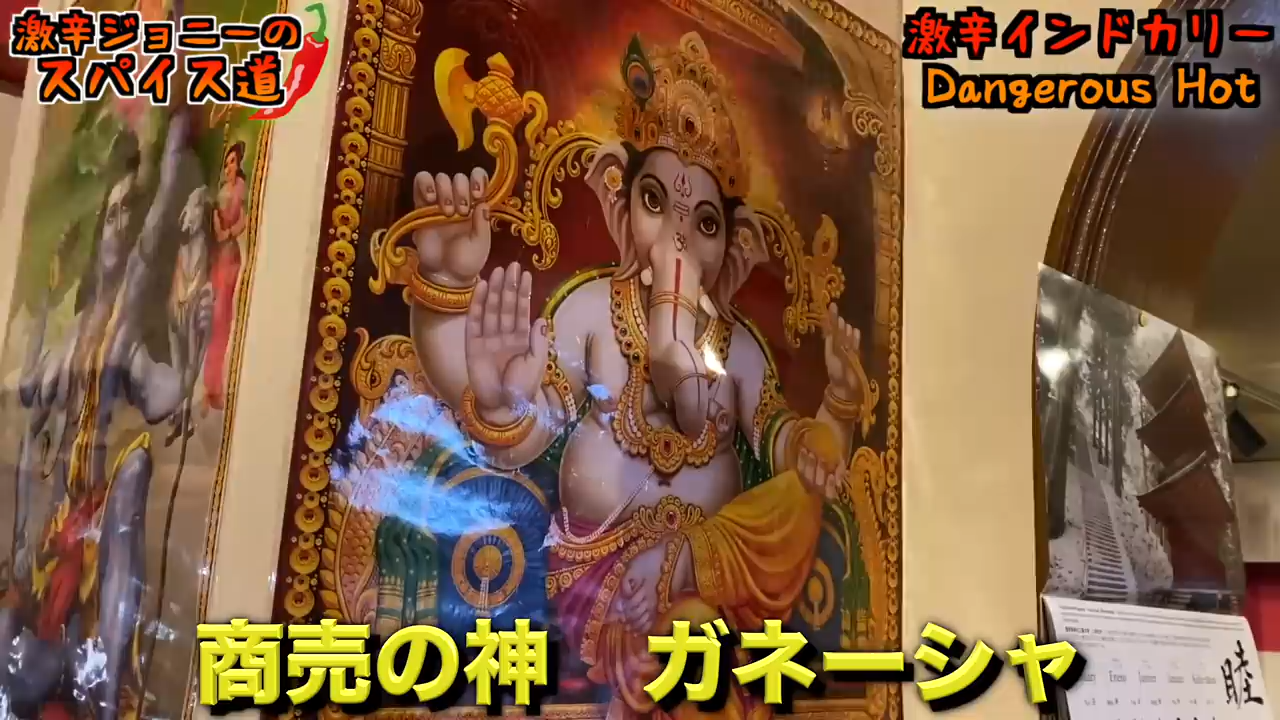 激辛ジョニーの
スパイス道
激辛インドカリー
Dangerous Hot
商売の神 ガネーシャ
睦